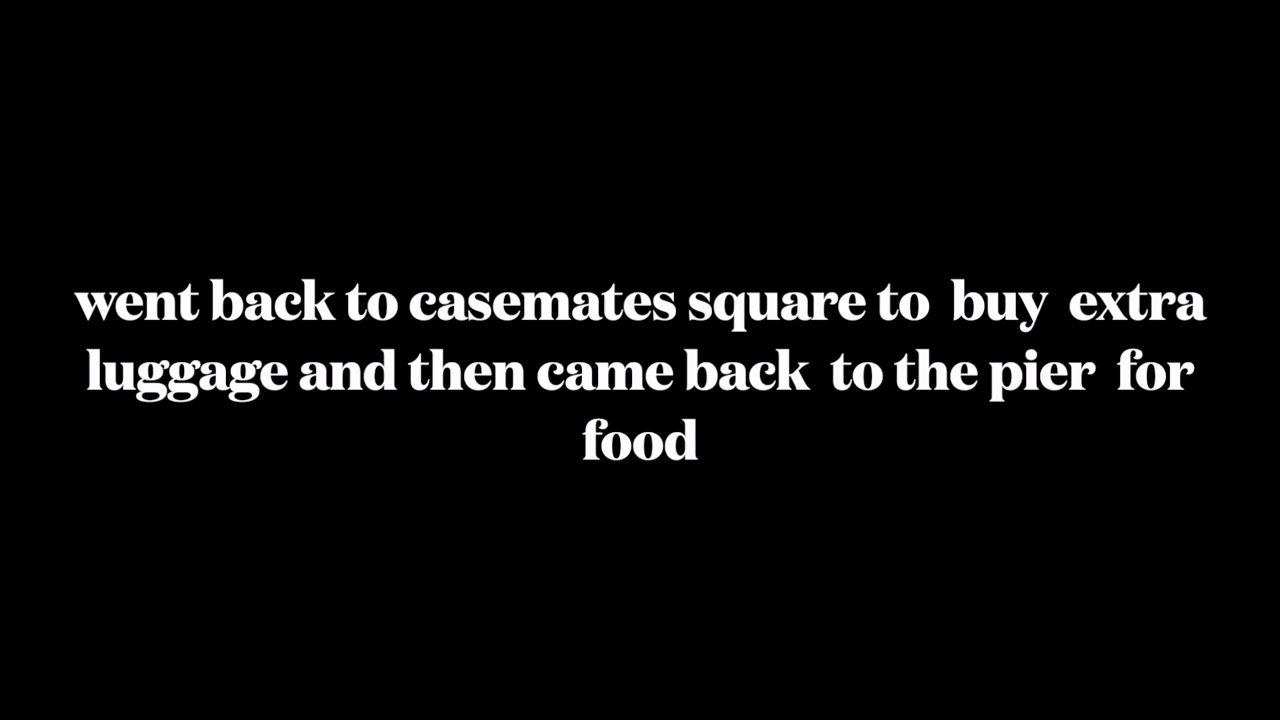 went back to casemates square to  buy  extra
luggage and then came back  to the pier  for
food